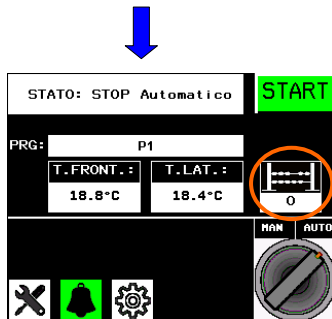 STATO: STOP Automatico
START
PRG: P1
T.FRONT.: T.LAT.:
18.8°C 18.4°C
0
MAN AUTO